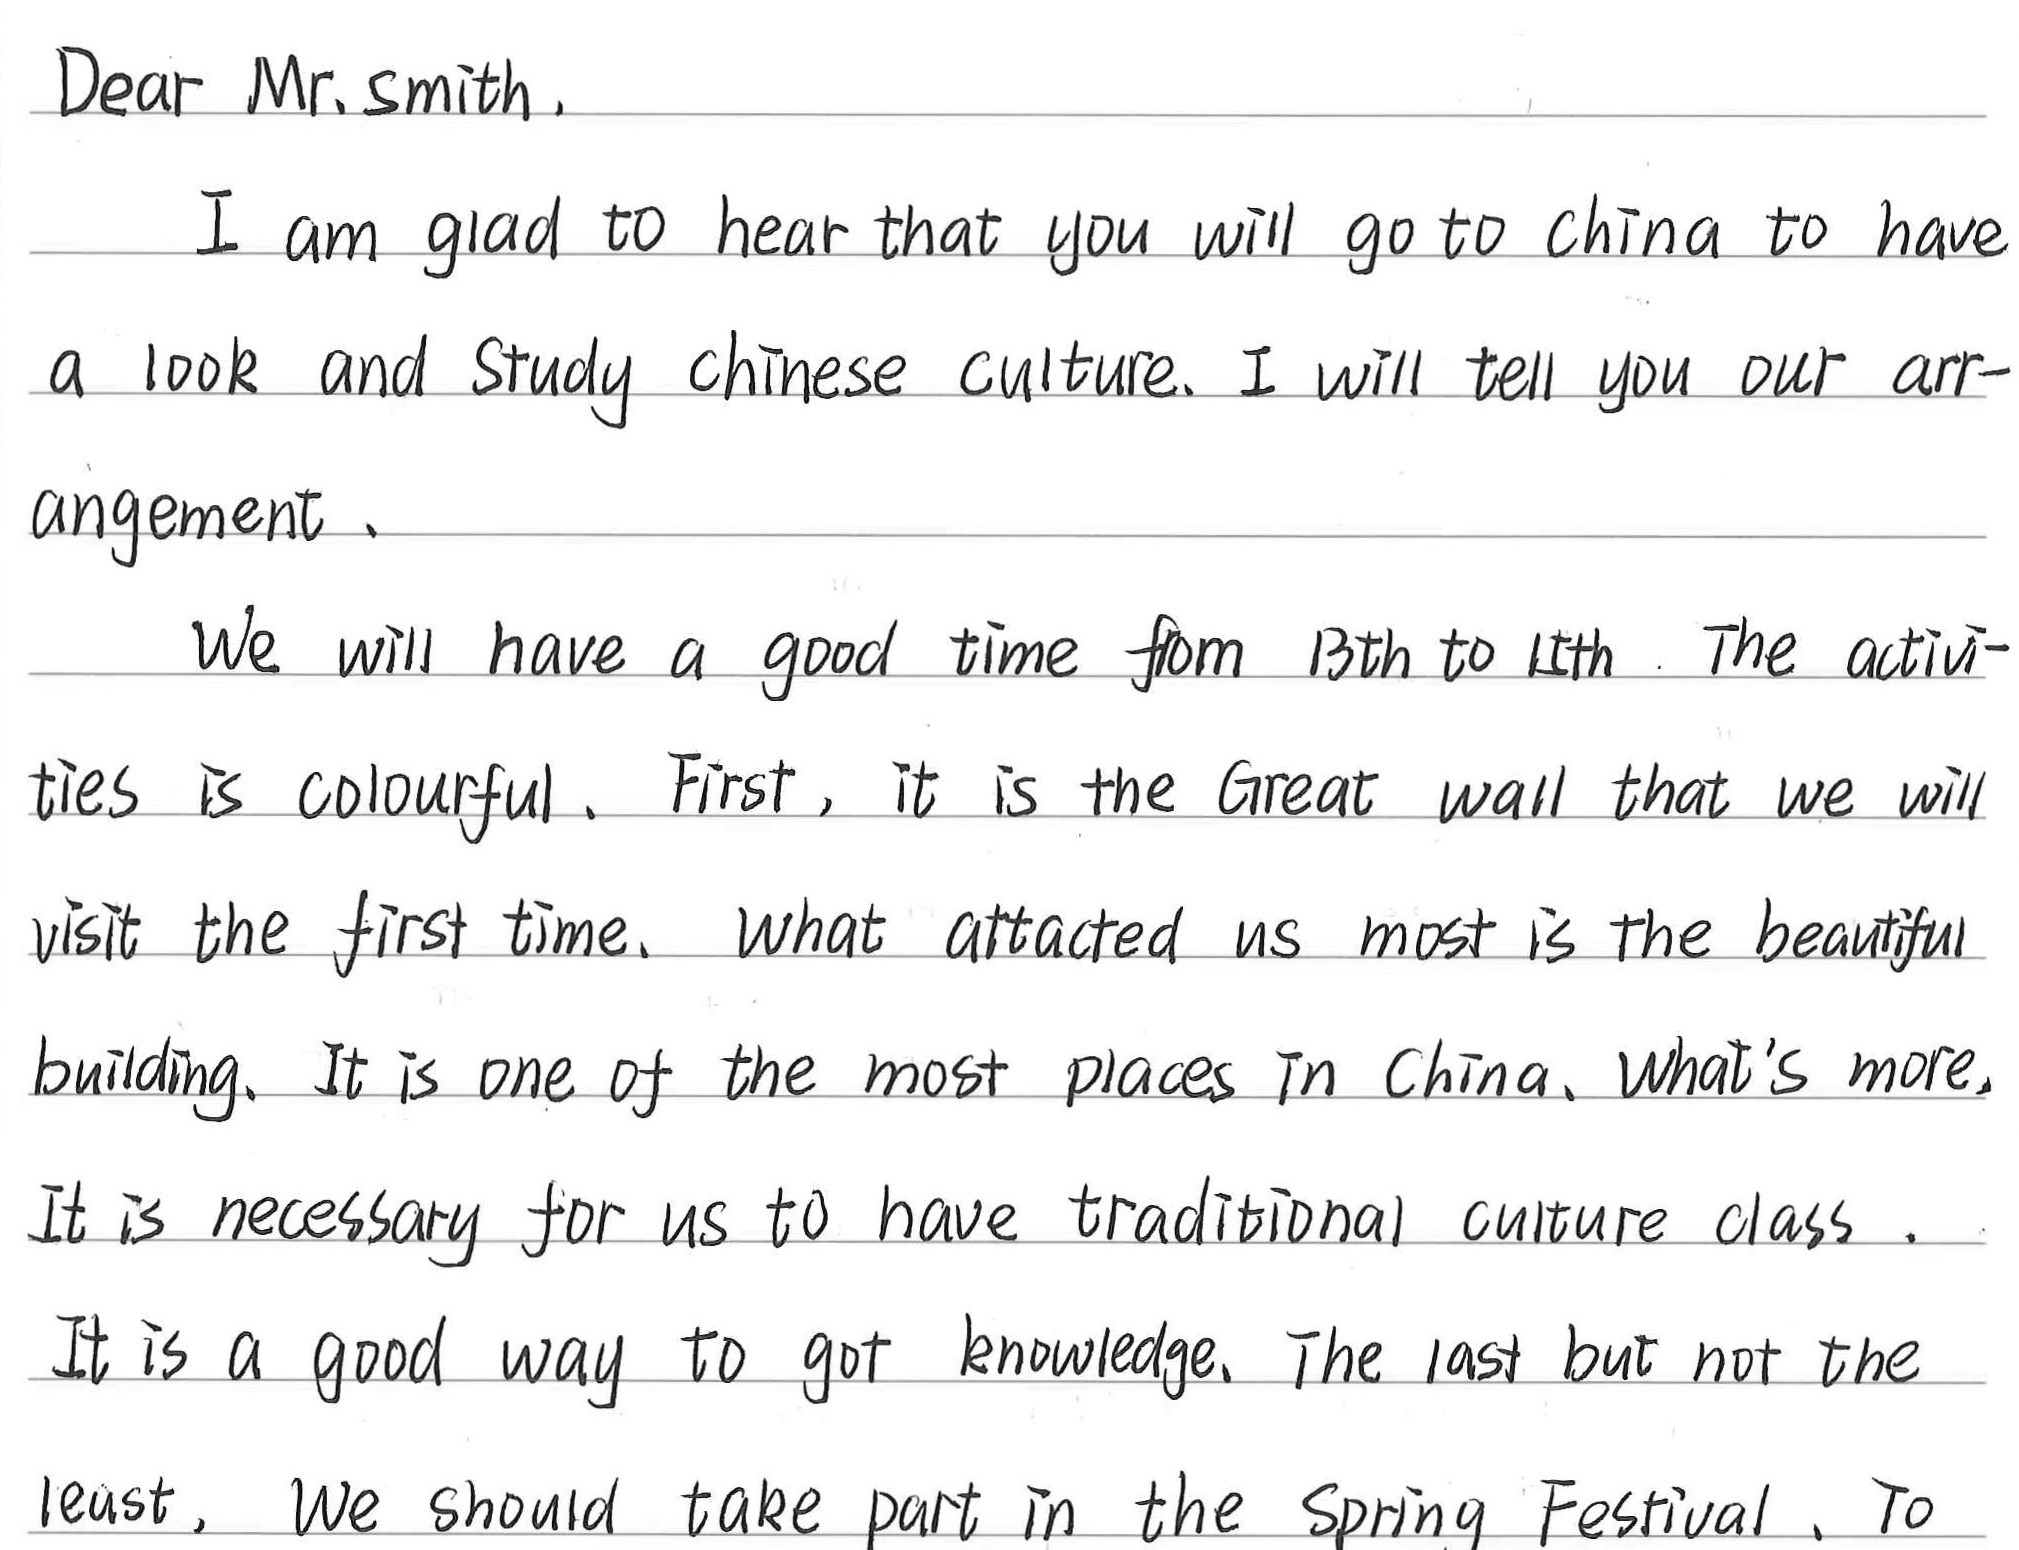 Dear Mr. smith,
I am glad to hear that you will go to china to have
a look and study chinese culture. I will tell you our arr-
angement.
We will have a good time from 13th to 15th. The activi-
ties is colourful. First, it is the Great wall that we will
visit the first time. What attacted us most is the beautiful
building. It is one of the most places in China. What's more,
It is necessary for us to have traditional culture class.
It is a good way to got knowledge. The last but not the
least, We should take part in the Spring Festival. To